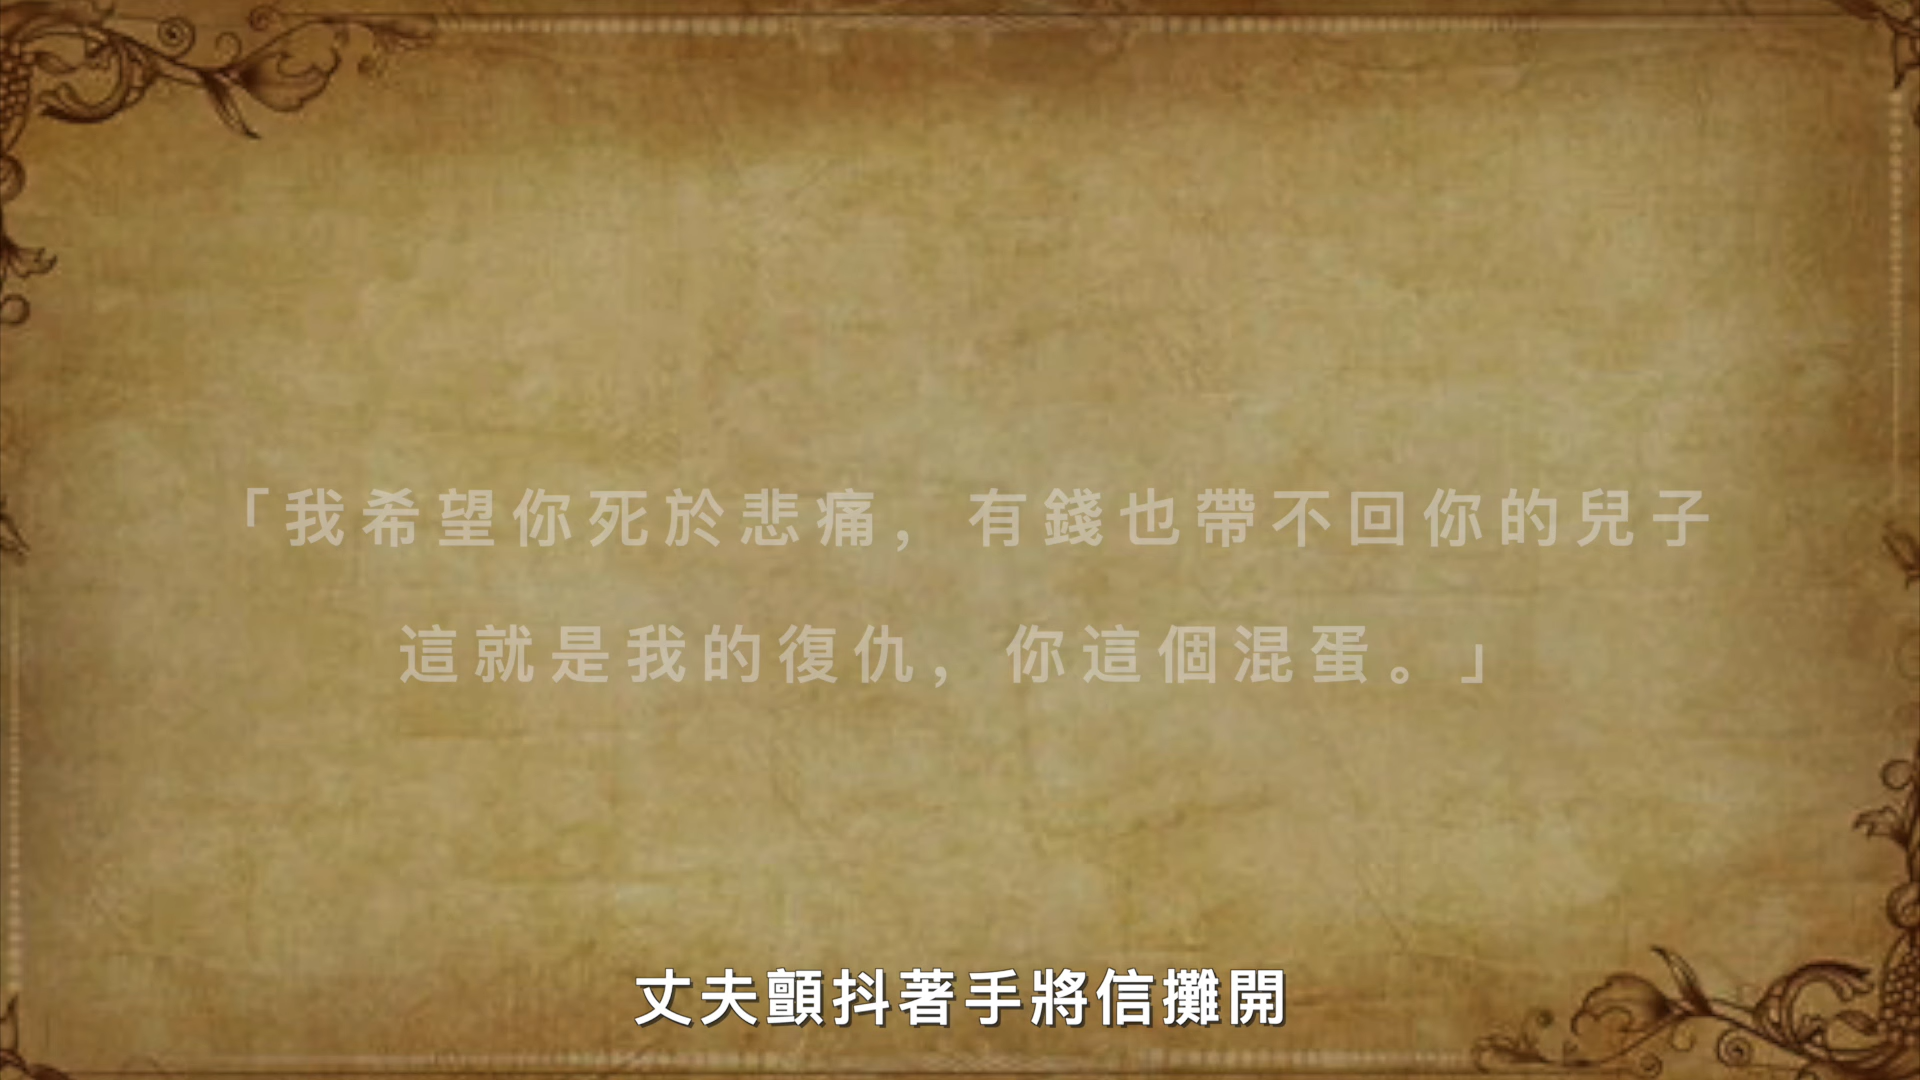 「我希望你死於悲痛，有錢也帶不回你的兒子
這就是我的復仇，你這個混蛋。」
丈夫顫抖著手將信攤開